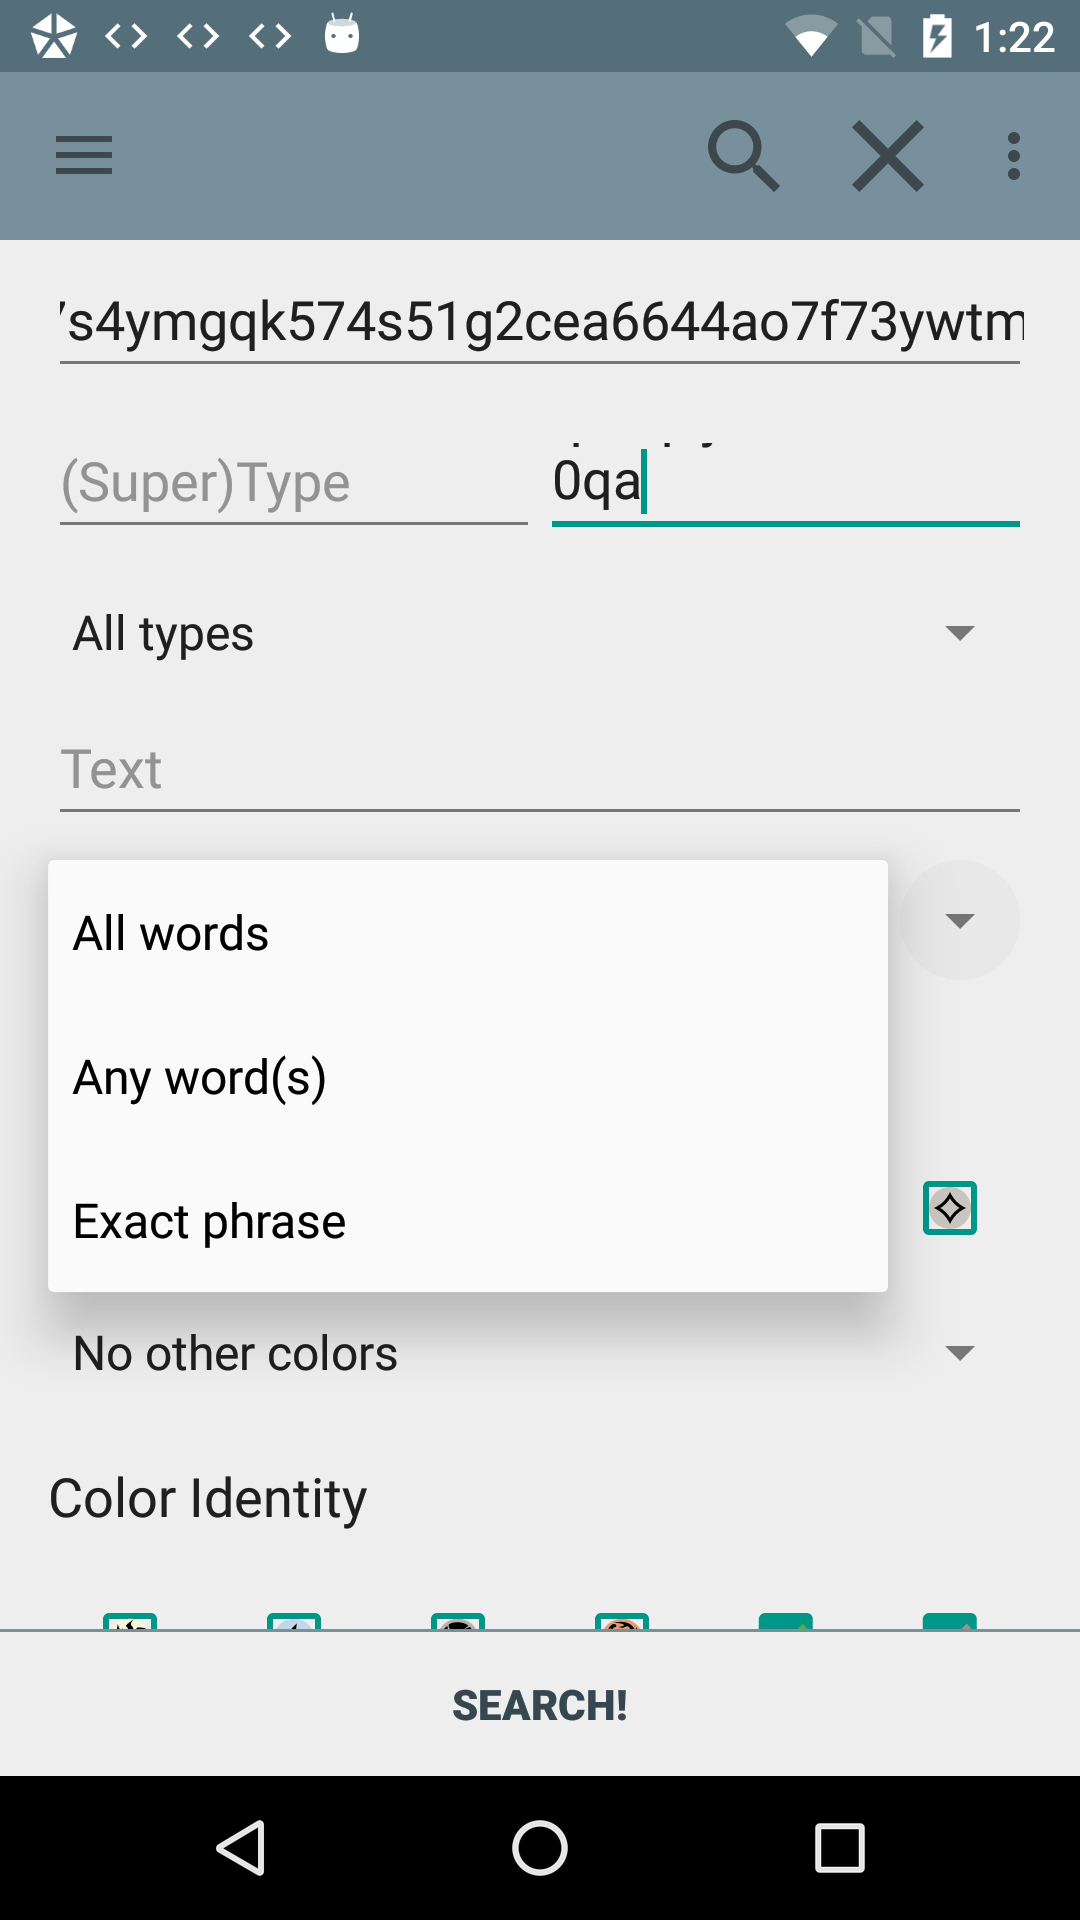 1:22
s4ymgqk574s51g2cea6644ao7f73ywtm
(Super)Type
0qa
All types
Text
All words
Any word(s)
Exact phrase
No other colors
Color Identity
SEARCH!